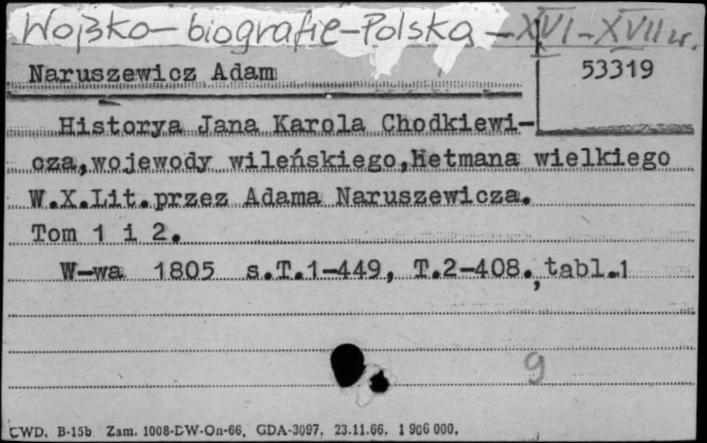 Wojsko – biografie – Polska – XVI – XVII w.
Naruszewicz Adam
53319
Historya Jana Karola Chodkiewi-
cza,wojewody wileńskiego,Hetmana wielkiego
W.X.Lit.przez Adama Naruszewicza.
Tom 1 i 2.
W-wa 1805 s.T.1-449, T.2-408.,tabl.1
9
CWD. B-15b Zam. 1008-DW-On-66. GDA-3097. 23.11.66. 1 906 000.